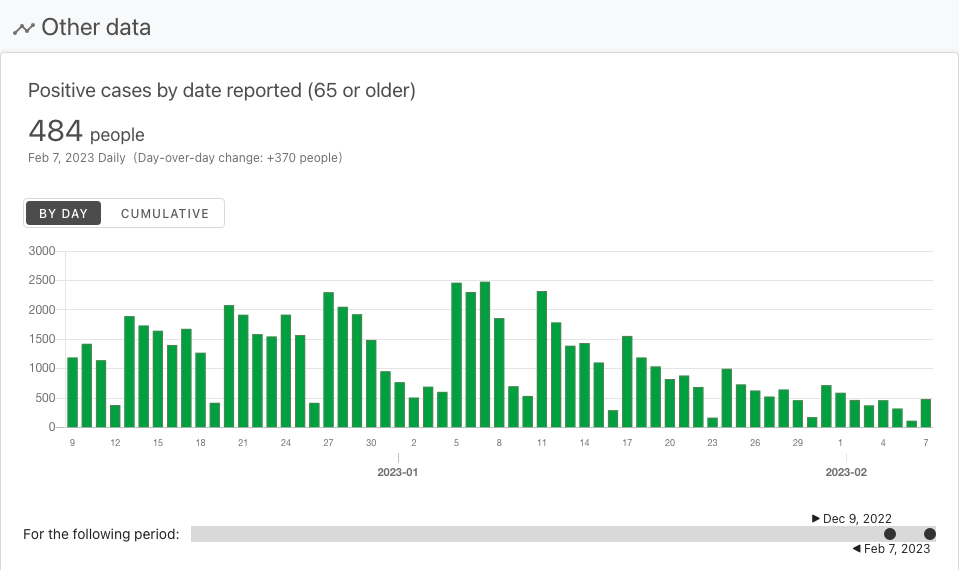 Other data
Positive cases by date reported (65 or older)
484 people
Feb 7, 2023 Daily (Day-over-day change: +370 people)
BY DAY CUMULATIVE
3000
2500
2000
1500
1000
500
0
9 12 15 18 21 24 27 30 2 5 8 11 14 17 20 23 26 29 1 4 7
2023-01 2023-02
▶ Dec 9, 2022
For the following period:
◀ Feb 7, 2023